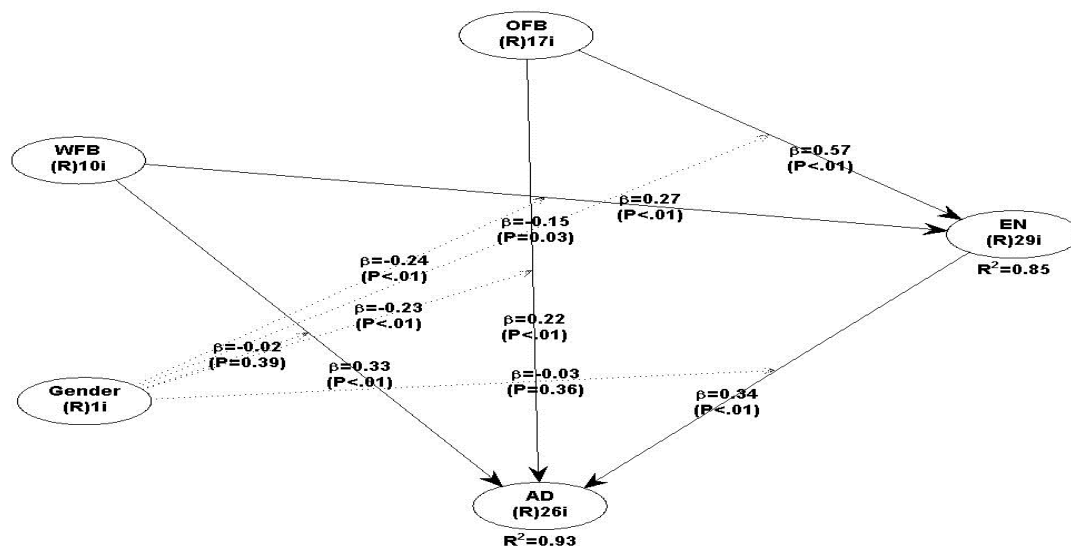 OFB
(R)17i
WFB
(R)10i
β=0.57
(P<.01)
β=0.27
(P<.01)
β=-0.15
(P=0.03)
EN
(R)29i
R²=0.85
β=-0.24
(P<.01)
β=-0.23
(P<.01)
β=0.22
(P<.01)
β=-0.02
(P=0.39)
β=0.33
(P<.01)
β=-0.03
(P=0.36)
Gender
(R)1i
β=0.34
(P<.01)
AD
(R)26i
R²=0.93